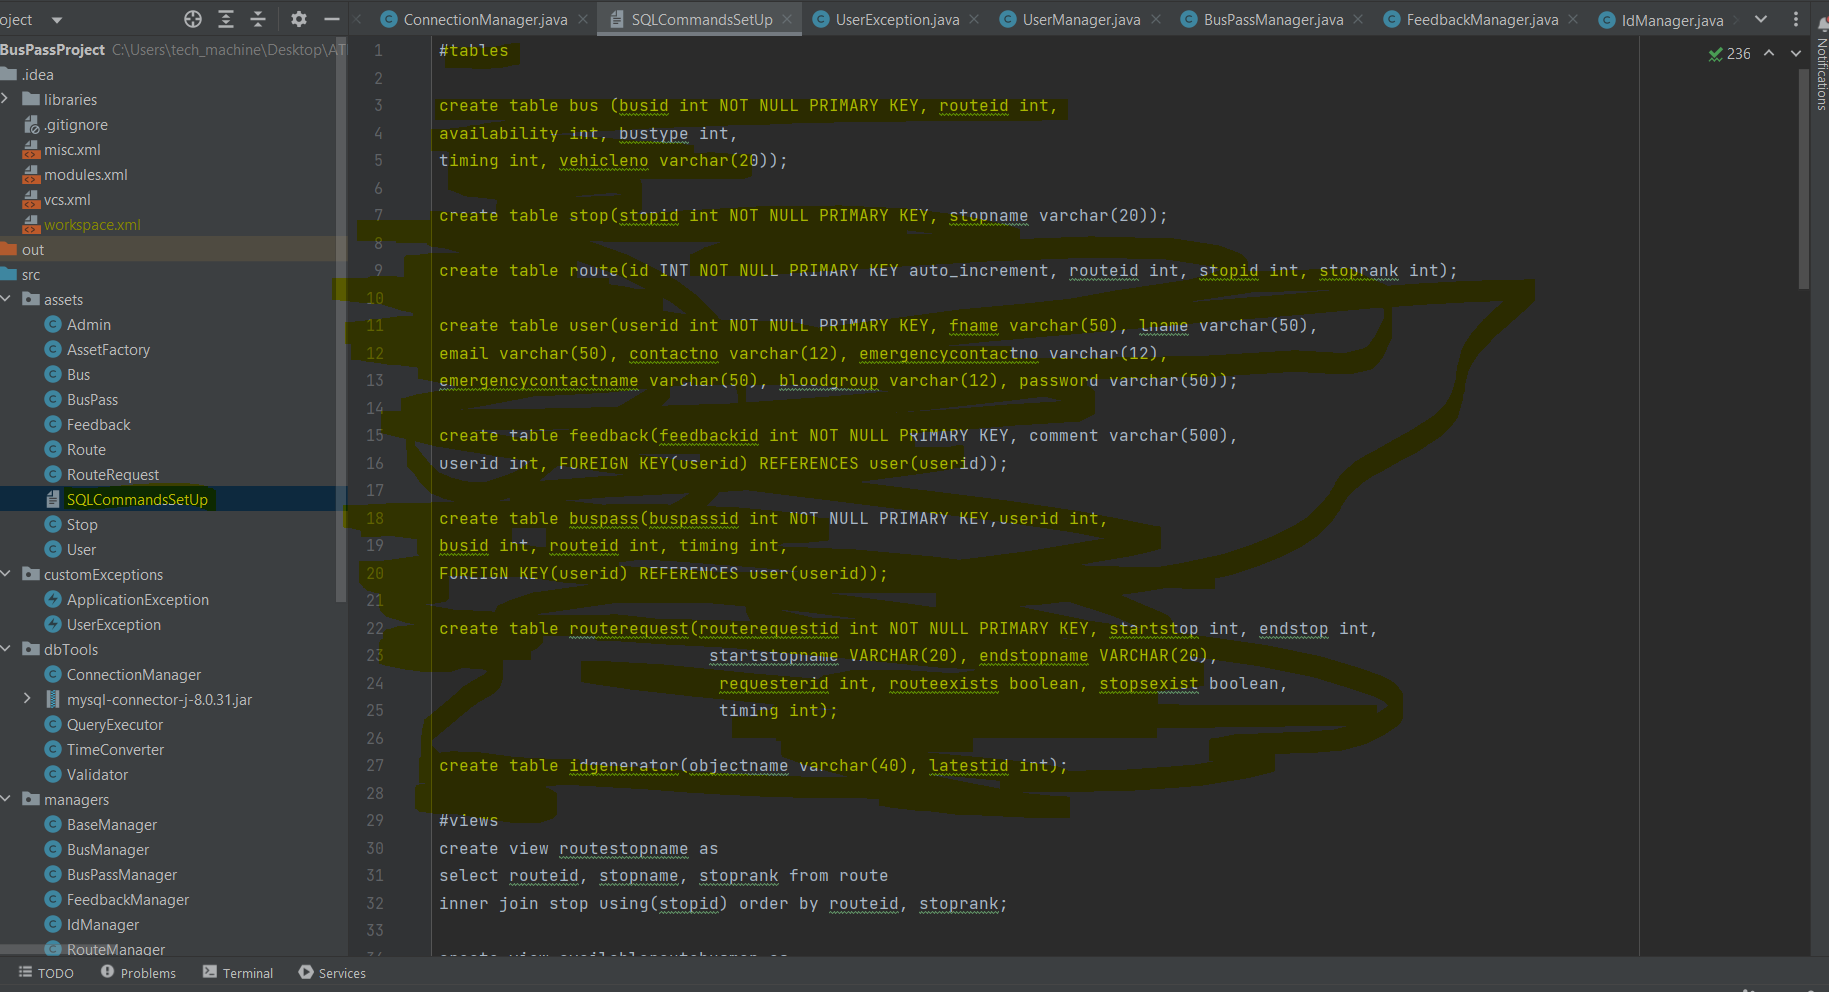 oject
ConnectionManager.java
SQLCommandsSetUp
UserException.java
UserManager.java
BusPassManager.java
FeedbackManager.java
IdManager.java
BusPassProject C:\Users\tech_machine\Desktop\ATI
.idea
libraries
.gitignore
misc.xml
modules.xml
vcs.xml
workspace.xml
out
src
assets
Admin
AssetFactory
Bus
BusPass
Feedback
Route
RouteRequest
SQLCommandsSetUp
Stop
User
customExceptions
ApplicationException
UserException
dbTools
ConnectionManager
mysql-connector-j-8.0.31.jar
QueryExecutor
TimeConverter
Validator
managers
BaseManager
BusManager
BusPassManager
FeedbackManager
IdManager
RouteManager
1 #tables
2
3 create table bus (busid int NOT NULL PRIMARY KEY, routeid int,
4 availability int, bustype int,
5 timing int, vehicleno varchar(20));
6
7 create table stop(stopid int NOT NULL PRIMARY KEY, stopname varchar(20));
8
9 create table route(id INT NOT NULL PRIMARY KEY auto_increment, routeid int, stopid int, stoprank int);
10
11 create table user(userid int NOT NULL PRIMARY KEY, fname varchar(50), lname varchar(50),
12 email varchar(50), contactno varchar(12), emergencycontactno varchar(12),
13 emergencycontactname varchar(50), bloodgroup varchar(12), password varchar(50));
14
15 create table feedback(feedbackid int NOT NULL PRIMARY KEY, comment varchar(500),
16 userid int, FOREIGN KEY(userid) REFERENCES user(userid));
17
18 create table buspass(buspassid int NOT NULL PRIMARY KEY,userid int,
19 busid int, routeid int, timing int,
20 FOREIGN KEY(userid) REFERENCES user(userid));
21
22 create table routerequest(routerequestid int NOT NULL PRIMARY KEY, startstop int, endstop int,
23 startstopname VARCHAR(20), endstopname VARCHAR(20),
24 requesterid int, routeexists boolean, stopsexist boolean,
25 timing int);
26
27 create table idgenerator(objectname varchar(40), latestid int);
28
29 #views
30 create view routestopname as
31 select routeid, stopname, stoprank from route
32 inner join stop using(stopid) order by routeid, stoprank;
33
236
Notifications
TODO
Problems
Terminal
Services